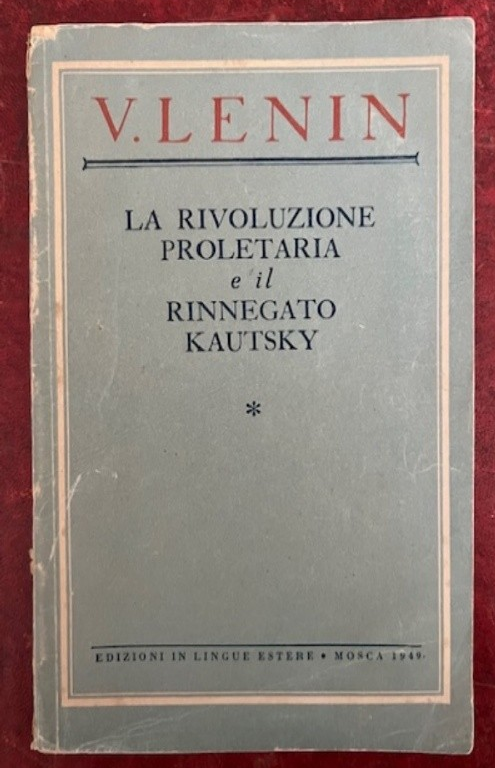 V. LENIN
LA RIVOLUZIONE
PROLETARIA
e il
RINNEGATO
KAUTSKY
*
EDIZIONI IN LINGUE ESTERE • MOSCA 1949